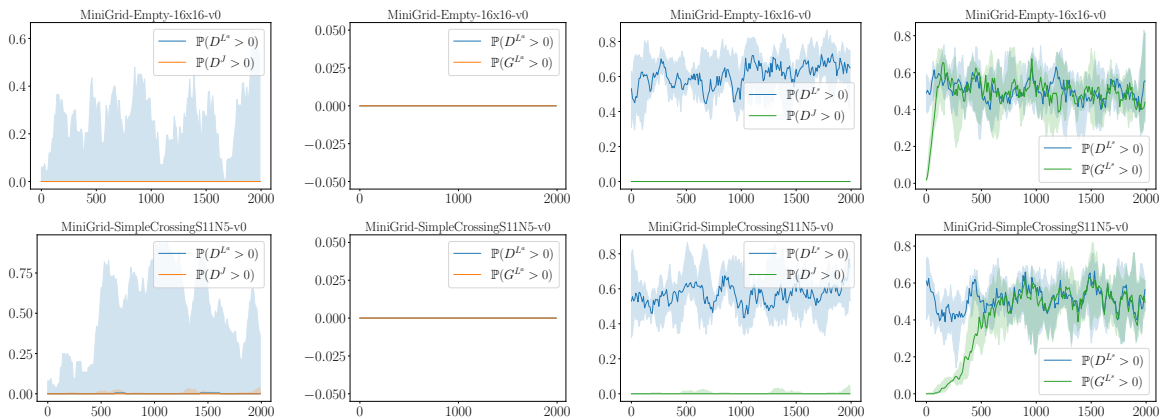 MiniGrid-Empty-16x16-v0
0.6
0.4
0.2
0.0
0 500 1000 1500 2000
ℙ(D^{L^a} > 0)
ℙ(D^J > 0)
MiniGrid-Empty-16x16-v0
0.050
0.025
0.000
−0.025
−0.050
0 1000 2000
ℙ(D^{L^a} > 0)
ℙ(G^{L^a} > 0)
MiniGrid-Empty-16x16-v0
0.8
0.6
0.4
0.2
0.0
0 500 1000 1500 2000
ℙ(D^{L^s} > 0)
ℙ(D^J > 0)
MiniGrid-Empty-16x16-v0
0.8
0.6
0.4
0.2
0.0
0 500 1000 1500 2000
ℙ(D^{L^s} > 0)
ℙ(G^{L^s} > 0)
MiniGrid-SimpleCrossingS11N5-v0
0.75
0.50
0.25
0.00
0 500 1000 1500 2000
ℙ(D^{L^a} > 0)
ℙ(D^J > 0)
MiniGrid-SimpleCrossingS11N5-v0
0.050
0.025
0.000
−0.025
−0.050
0 1000 2000
ℙ(D^{L^a} > 0)
ℙ(G^{L^a} > 0)
MiniGrid-SimpleCrossingS11N5-v0
0.8
0.6
0.4
0.2
0.0
0 500 1000 1500 2000
ℙ(D^{L^s} > 0)
ℙ(D^J > 0)
MiniGrid-SimpleCrossingS11N5-v0
0.8
0.6
0.4
0.2
0.0
0 500 1000 1500 2000
ℙ(D^{L^s} > 0)
ℙ(G^{L^s} > 0)